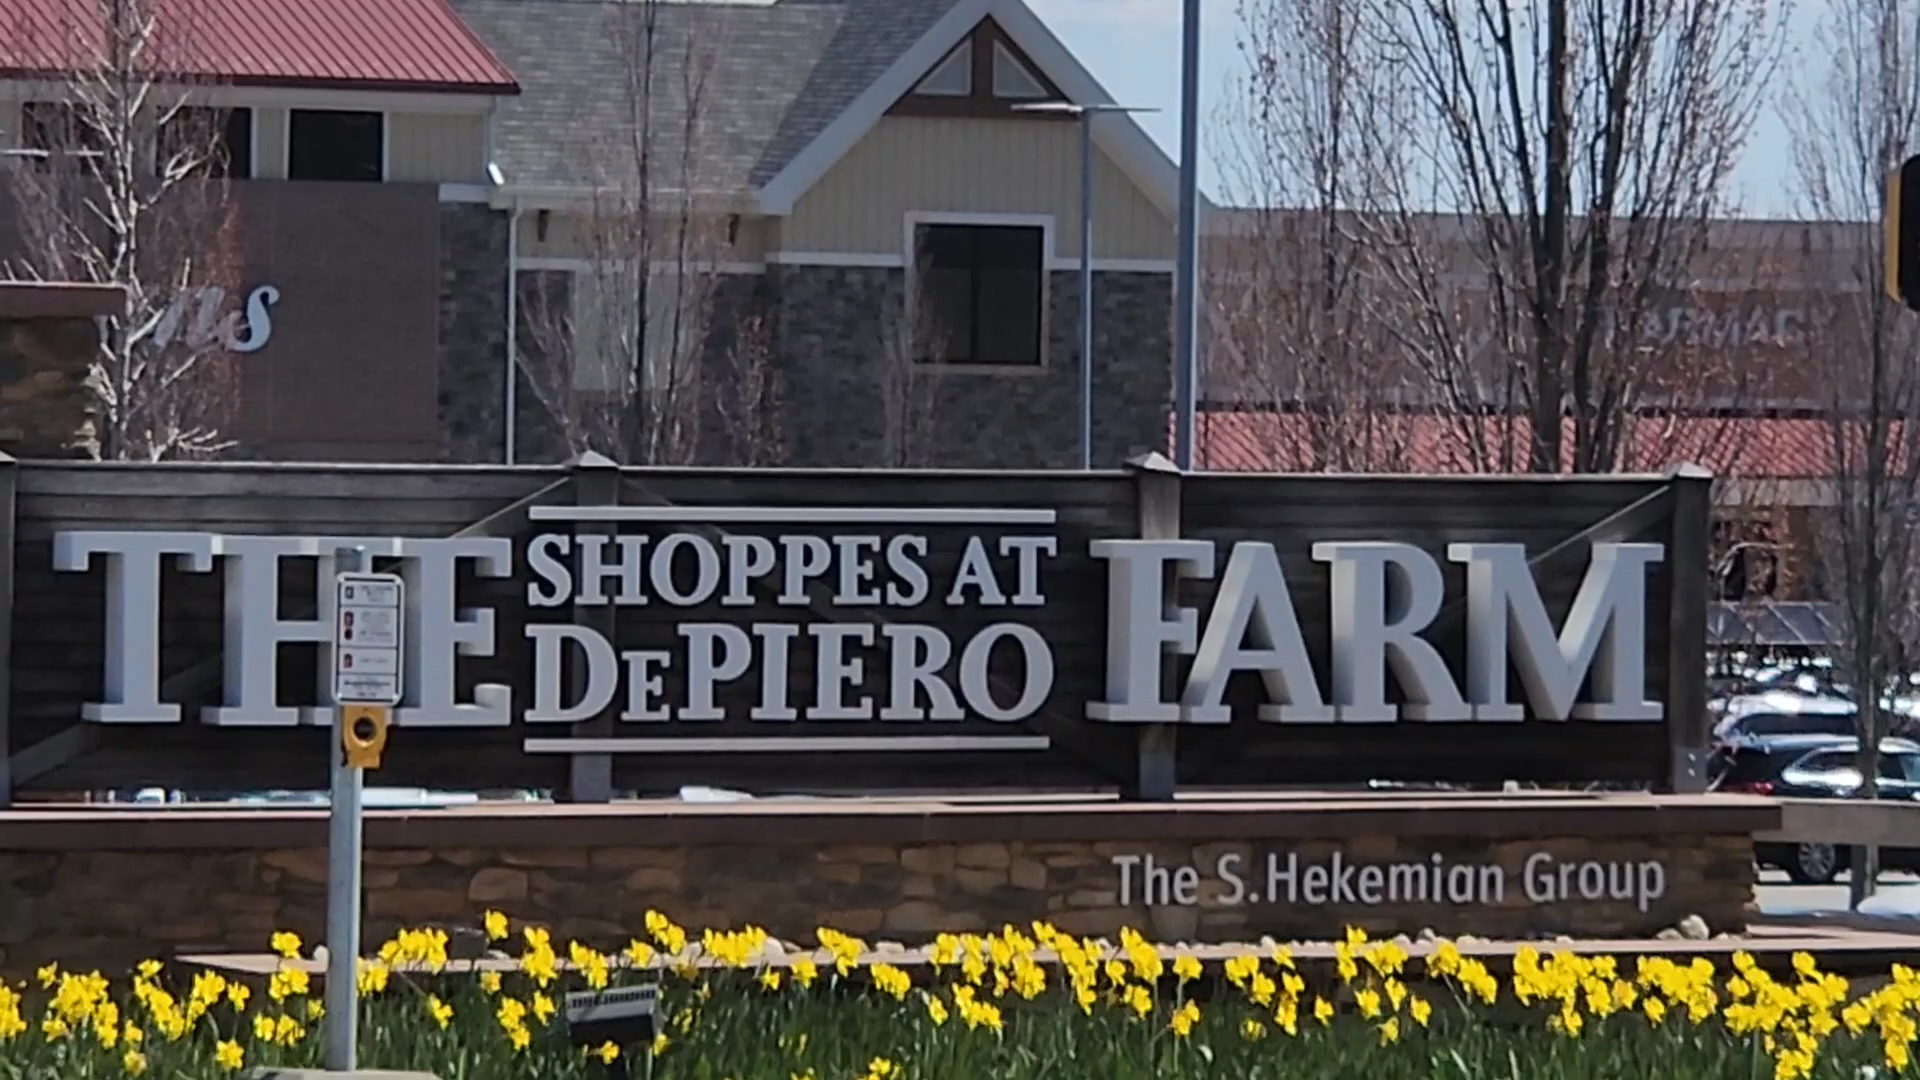 THE SHOPPES AT DEPIERO FARM
The S.Hekemian Group